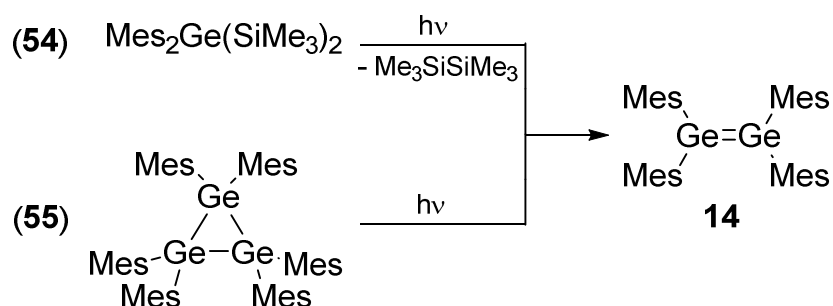 (54) Mes2Ge(SiMe3)2 hν
- Me3SiSiMe3
Mes Mes
Ge=Ge
Mes Mes
14
Mes Mes
Ge
(55) hν
Ge Ge
Mes Mes
Mes Mes